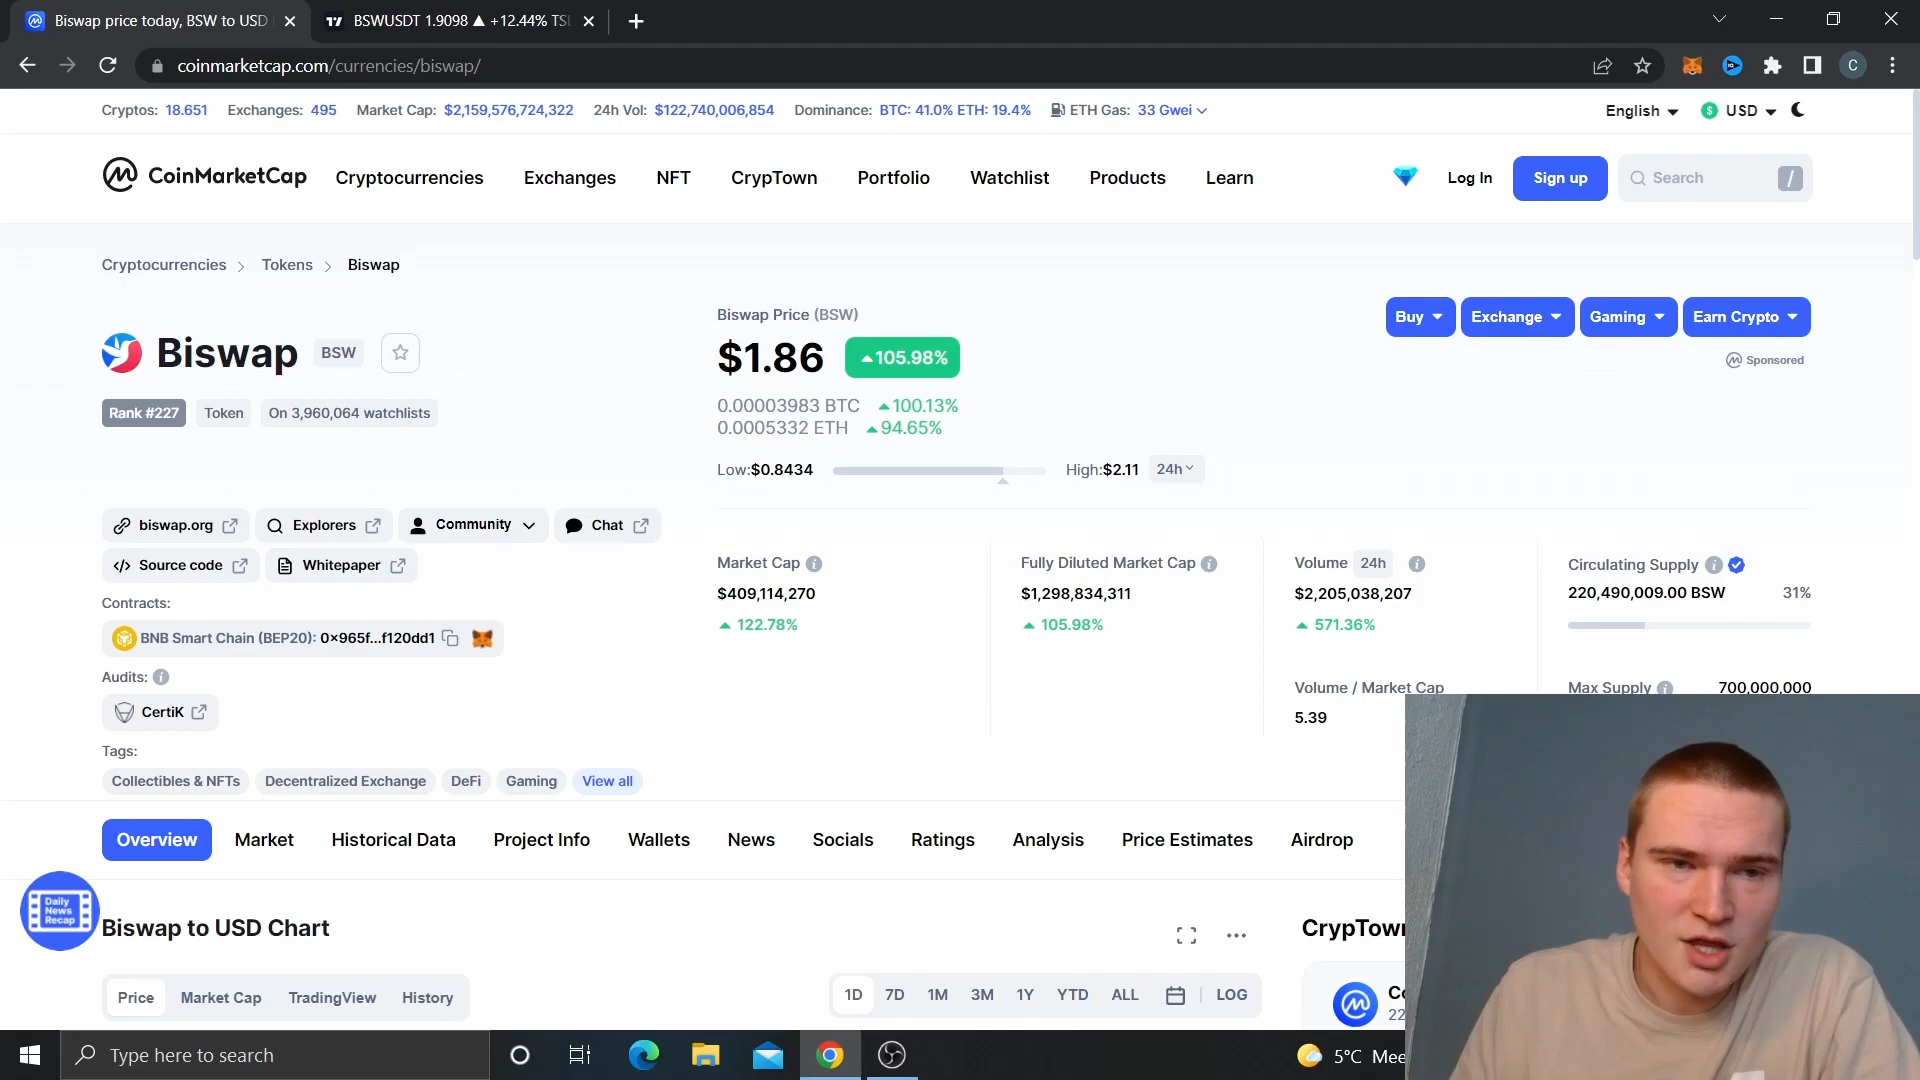 Biswap price today, BSW to USD
BSWUSDT 1.9098 ▲ +12.44% TSL
coinmarketcap.com/currencies/biswap/
C
Cryptos: 18.651 Exchanges: 495 Market Cap: $2,159,576,724,322 24h Vol: $122,740,006,854 Dominance: BTC: 41.0% ETH: 19.4% ETH Gas: 33 Gwei
English USD
CoinMarketCap Cryptocurrencies Exchanges NFT CrypTown Portfolio Watchlist Products Learn
Log In Sign up Search /
Cryptocurrencies Tokens Biswap
Biswap BSW
Rank #227 Token On 3,960,064 watchlists
Biswap Price (BSW)
$1.86 105.98%
0.00003983 BTC 100.13%
0.0005332 ETH 94.65%
Low:$0.8434 High:$2.11 24h
Buy Exchange Gaming Earn Crypto
Sponsored
biswap.org Explorers Community Chat
Source code Whitepaper
Contracts:
BNB Smart Chain (BEP20): 0x965f...f120dd1
Audits:
CertiK
Tags:
Collectibles & NFTs Decentralized Exchange DeFi Gaming View all
Market Cap
$409,114,270
122.78%
Fully Diluted Market Cap
$1,298,834,311
105.98%
Volume 24h
$2,205,038,207
571.36%
Volume / Market Cap
5.39
Circulating Supply
220,490,009.00 BSW 31%
Max Supply 700,000,000
Overview Market Historical Data Project Info Wallets News Socials Ratings Analysis Price Estimates Airdrop
Daily
News
Recap
Biswap to USD Chart
Price Market Cap TradingView History
1D 7D 1M 3M 1Y YTD ALL LOG
CrypTown
Co
22
Type here to search
5°C Mee